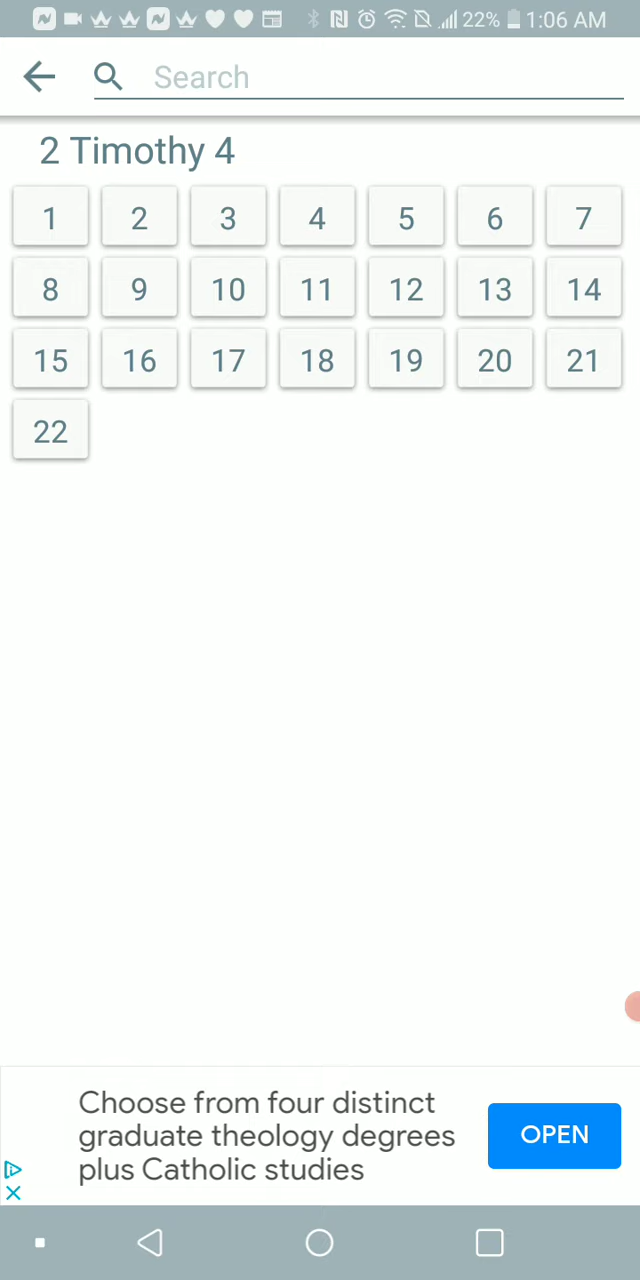 22% 1:06 AM
Search
2 Timothy 4
1 2 3 4 5 6 7
8 9 10 11 12 13 14
15 16 17 18 19 20 21
22
Choose from four distinct
graduate theology degrees
plus Catholic studies
OPEN